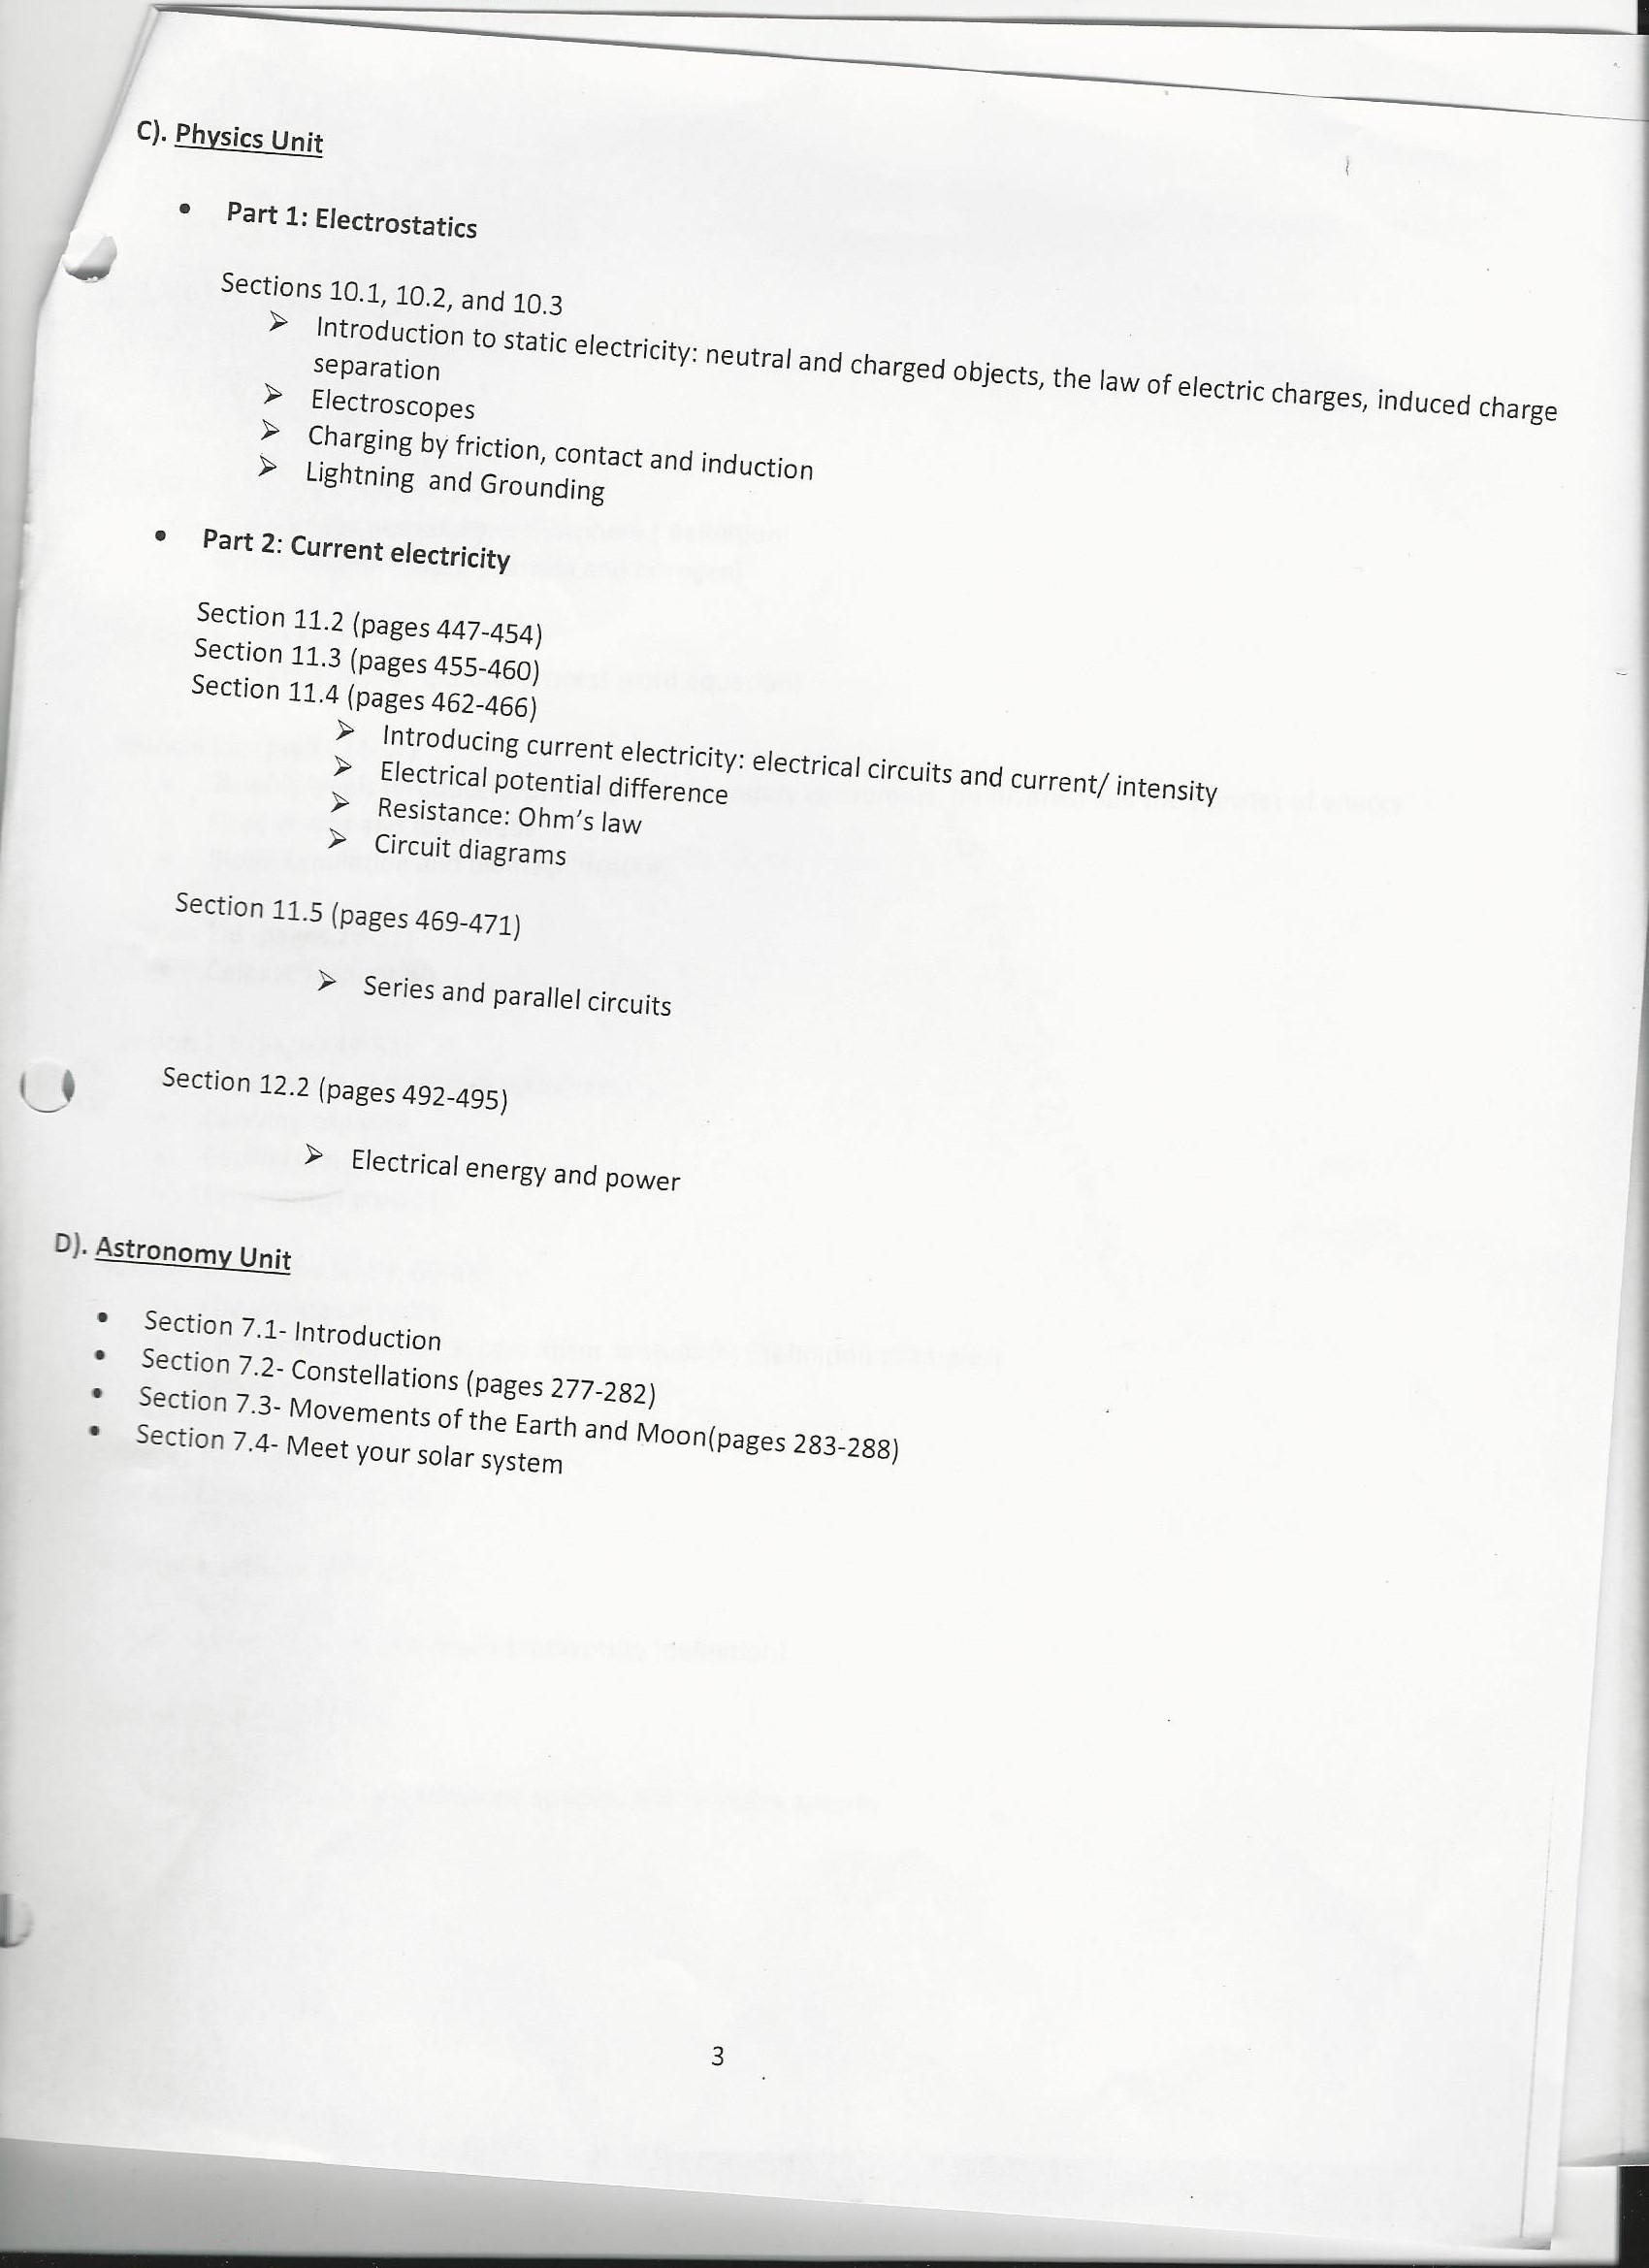 C). Physics Unit
• Part 1: Electrostatics
Sections 10.1, 10.2, and 10.3
➢ Introduction to static electricity: neutral and charged objects, the law of electric charges, induced charge
separation
➢ Electroscopes
➢ Charging by friction, contact and induction
➢ Lightning and Grounding
• Part 2: Current electricity
Section 11.2 (pages 447-454)
Section 11.3 (pages 455-460)
Section 11.4 (pages 462-466)
➢ Introducing current electricity: electrical circuits and current/ intensity
➢ Electrical potential difference
➢ Resistance: Ohm's law
➢ Circuit diagrams
Section 11.5 (pages 469-471)
➢ Series and parallel circuits
Section 12.2 (pages 492-495)
➢ Electrical energy and power
D). Astronomy Unit
• Section 7.1- Introduction
• Section 7.2- Constellations (pages 277-282)
• Section 7.3- Movements of the Earth and Moon(pages 283-288)
• Section 7.4- Meet your solar system
3